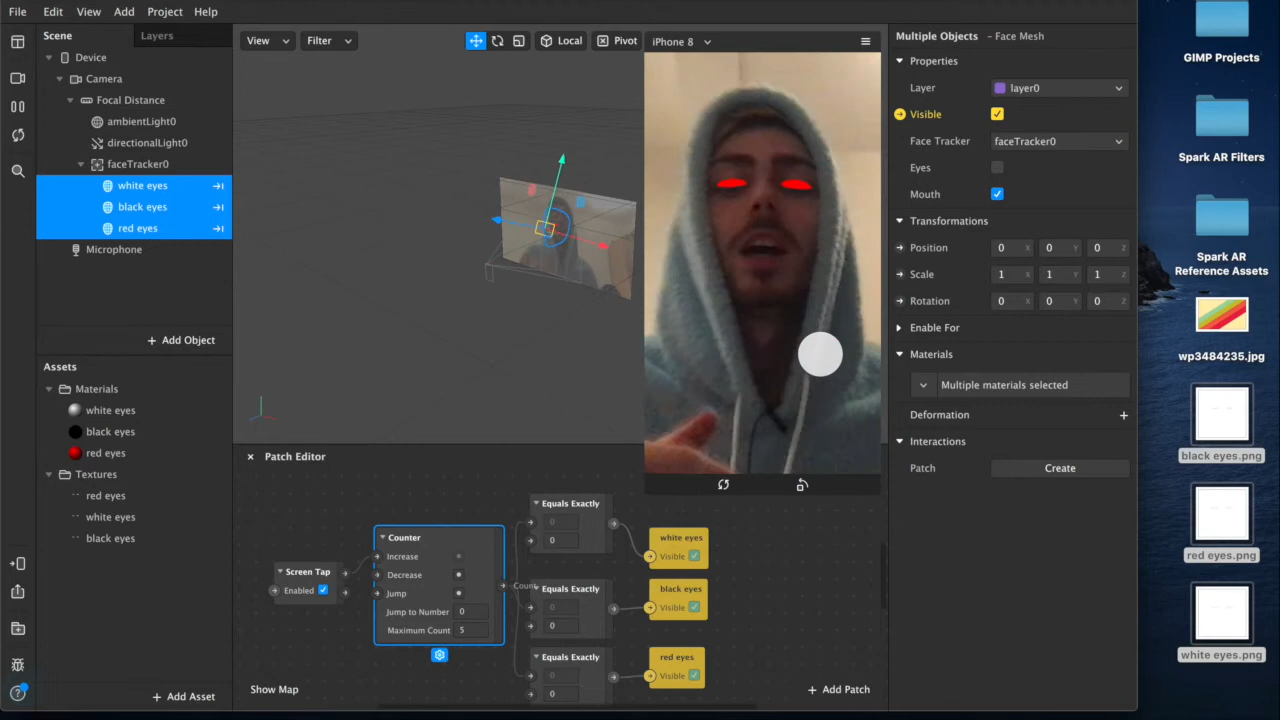 File Edit View Add Project Help
Scene Layers
Device
Camera
Focal Distance
ambientLight0
directionalLight0
faceTracker0
white eyes
black eyes
red eyes
Microphone
+ Add Object
Assets
Materials
white eyes
black eyes
red eyes
Textures
red eyes
white eyes
black eyes
+ Add Asset
View Filter Local Pivot
iPhone 8
Patch Editor
Screen Tap
Enabled
Counter
Increase
Decrease
Jump
Jump to Number 0
Maximum Count 5
Count
Equals Exactly
0
0
Equals Exactly
0
0
Equals Exactly
0
0
white eyes
Visible
black eyes
Visible
red eyes
Visible
Show Map
+ Add Patch
Multiple Objects - Face Mesh
Properties
Layer layer0
Visible
Face Tracker faceTracker0
Eyes
Mouth
Transformations
Position 0 X 0 Y 0 Z
Scale 1 X 1 Y 1 Z
Rotation 0 X 0 Y 0 Z
Enable For
Materials
Multiple materials selected
Deformation +
Interactions
Patch Create
GIMP Projects
Spark AR Filters
Spark AR
Reference Assets
wp3484235.jpg
black eyes.png
red eyes.png
white eyes.png